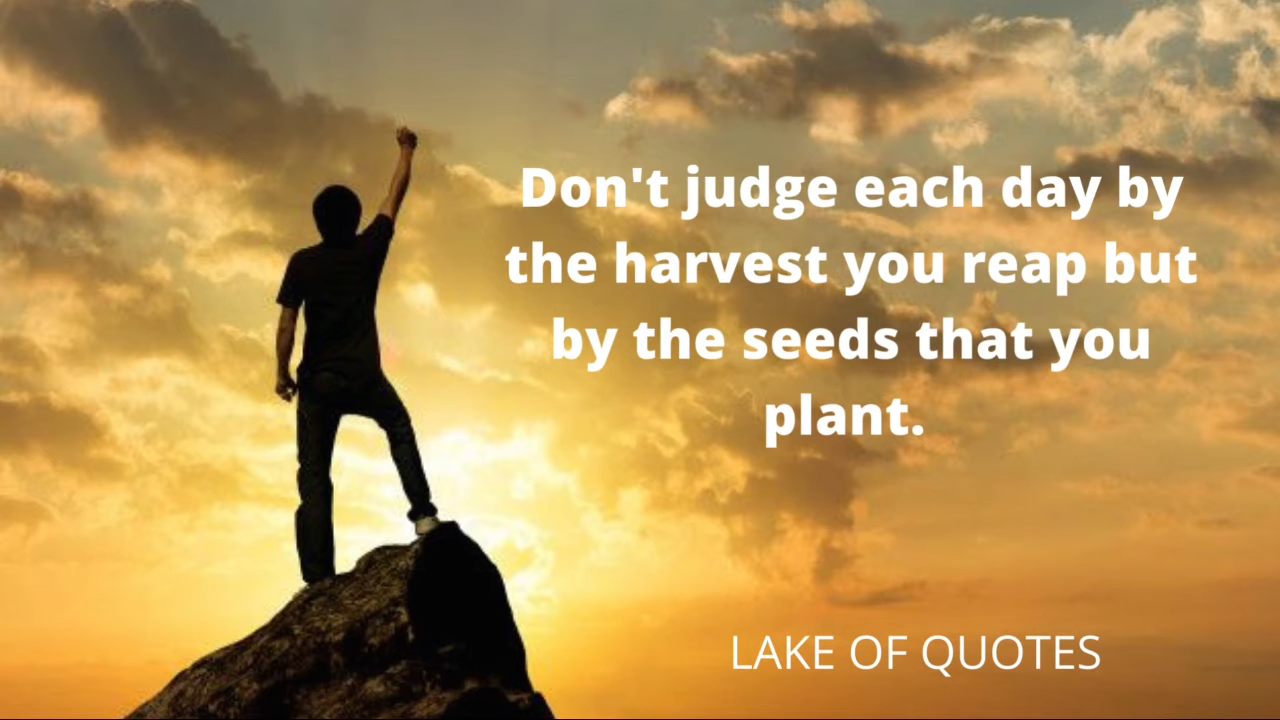 Don't judge each day by
the harvest you reap but
by the seeds that you
plant.
LAKE OF QUOTES